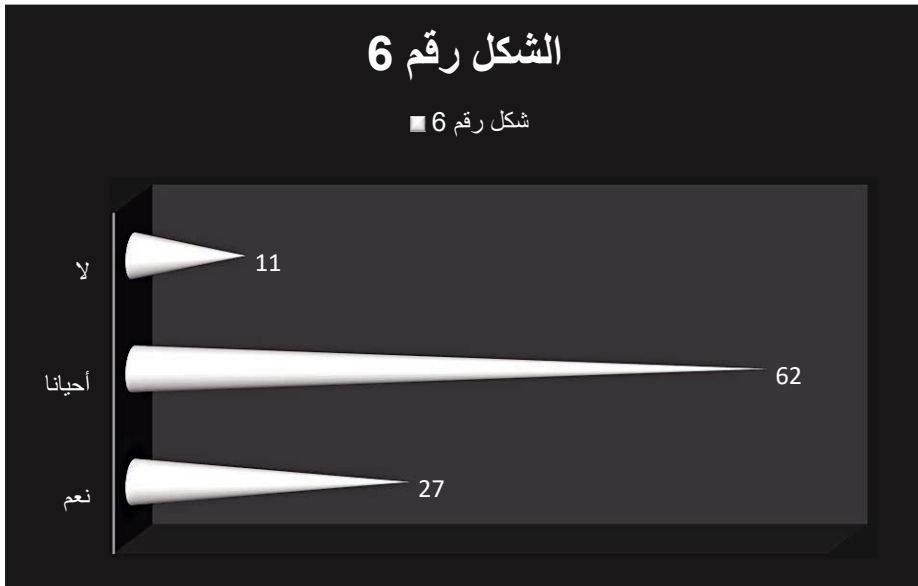 الشكل رقم 6
شكل رقم 6
لا
11
أحيانا
62
نعم
27